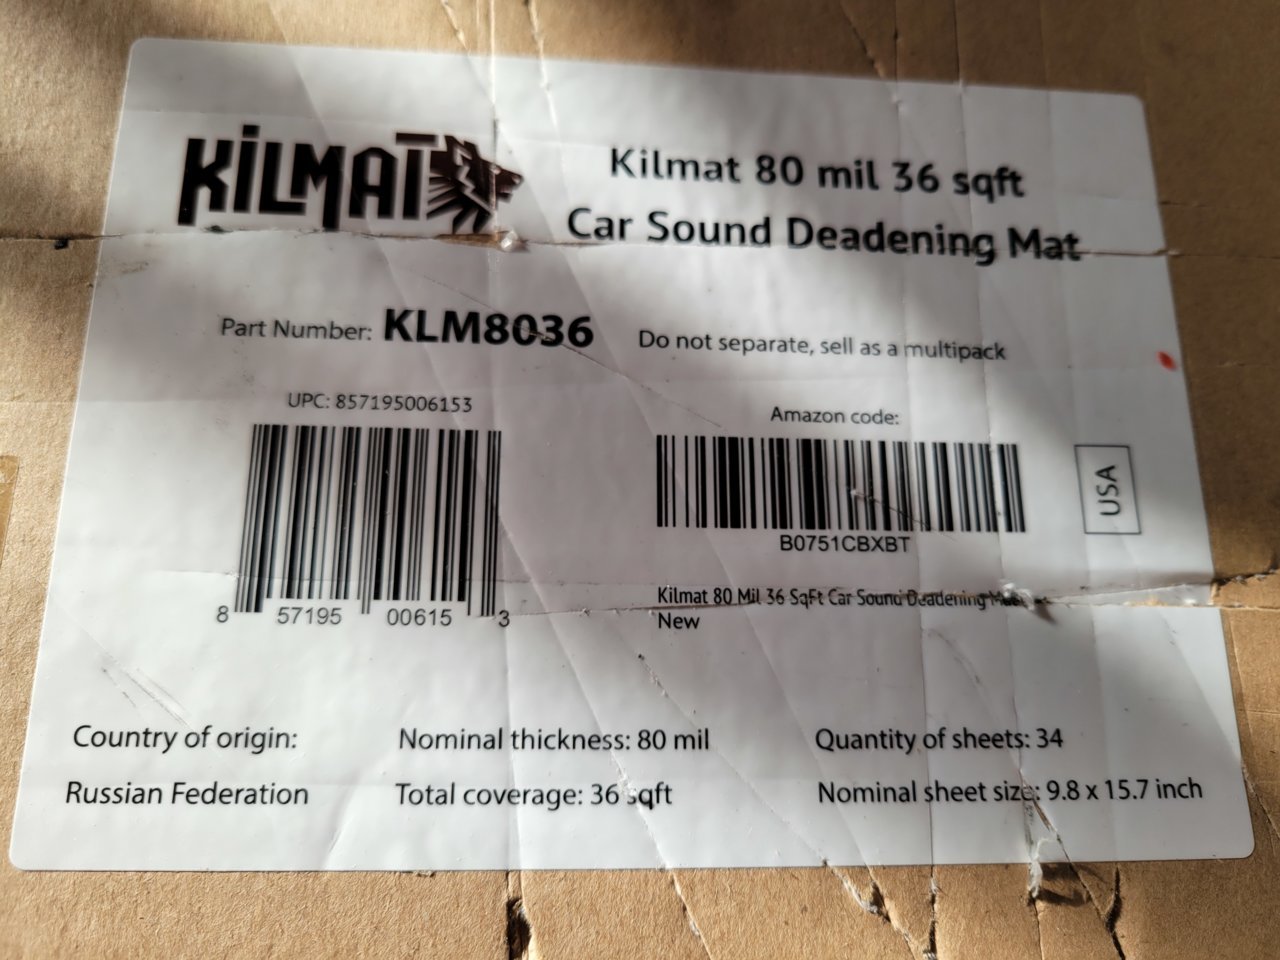 KILMAT
Kilmat 80 mil 36 sqft
Car Sound Deadening Mat
Part Number: KLM8036
Do not separate, sell as a multipack
UPC: 857195006153
8 57195 00615 3
Amazon code:
B0751CBXBT
Kilmat 80 Mil 36 SqFt Car Sound Deadening
New
USA
Country of origin:
Russian Federation
Nominal thickness: 80 mil
Total coverage: 36 sqft
Quantity of sheets: 34
Nominal sheet size: 9.8 x 15.7 inch